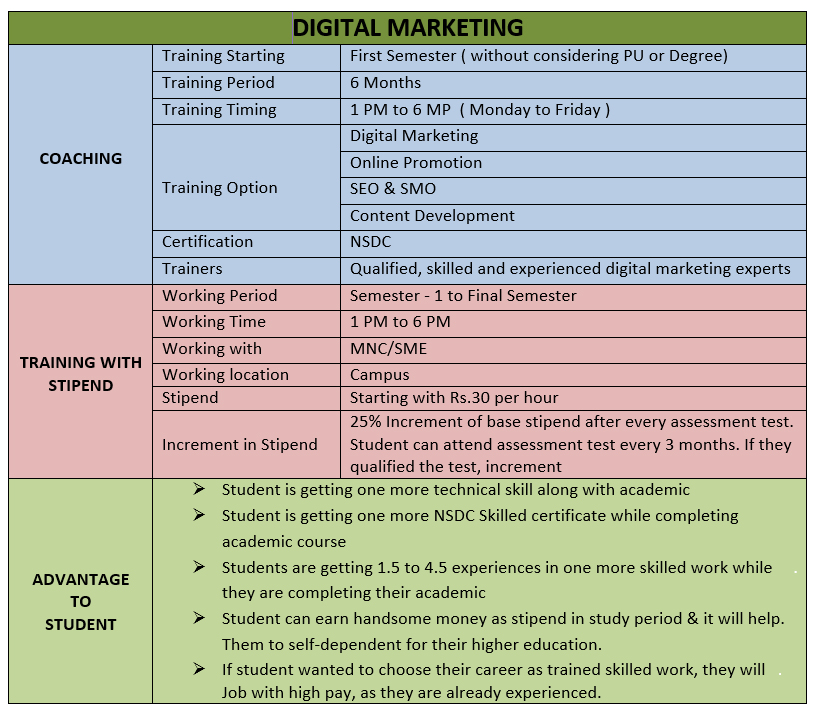 DIGITAL MARKETING
COACHING
Training Starting
First Semester ( without considering PU or Degree)
Training Period
6 Months
Training Timing
1 PM to 6 MP ( Monday to Friday )
Training Option
Digital Marketing
Online Promotion
SEO & SMO
Content Development
Certification
NSDC
Trainers
Qualified, skilled and experienced digital marketing experts
TRAINING WITH
STIPEND
Working Period
Semester - 1 to Final Semester
Working Time
1 PM to 6 PM
Working with
MNC/SME
Working location
Campus
Stipend
Starting with Rs.30 per hour
Increment in Stipend
25% Increment of base stipend after every assessment test.
Student can attend assessment test every 3 months. If they
qualified the test, increment
ADVANTAGE
TO
STUDENT
➢ Student is getting one more technical skill along with academic
➢ Student is getting one more NSDC Skilled certificate while completing
academic course
➢ Students are getting 1.5 to 4.5 experiences in one more skilled work while
they are completing their academic
➢ Student can earn handsome money as stipend in study period & it will help.
Them to self-dependent for their higher education.
➢ If student wanted to choose their career as trained skilled work, they will
Job with high pay, as they are already experienced.